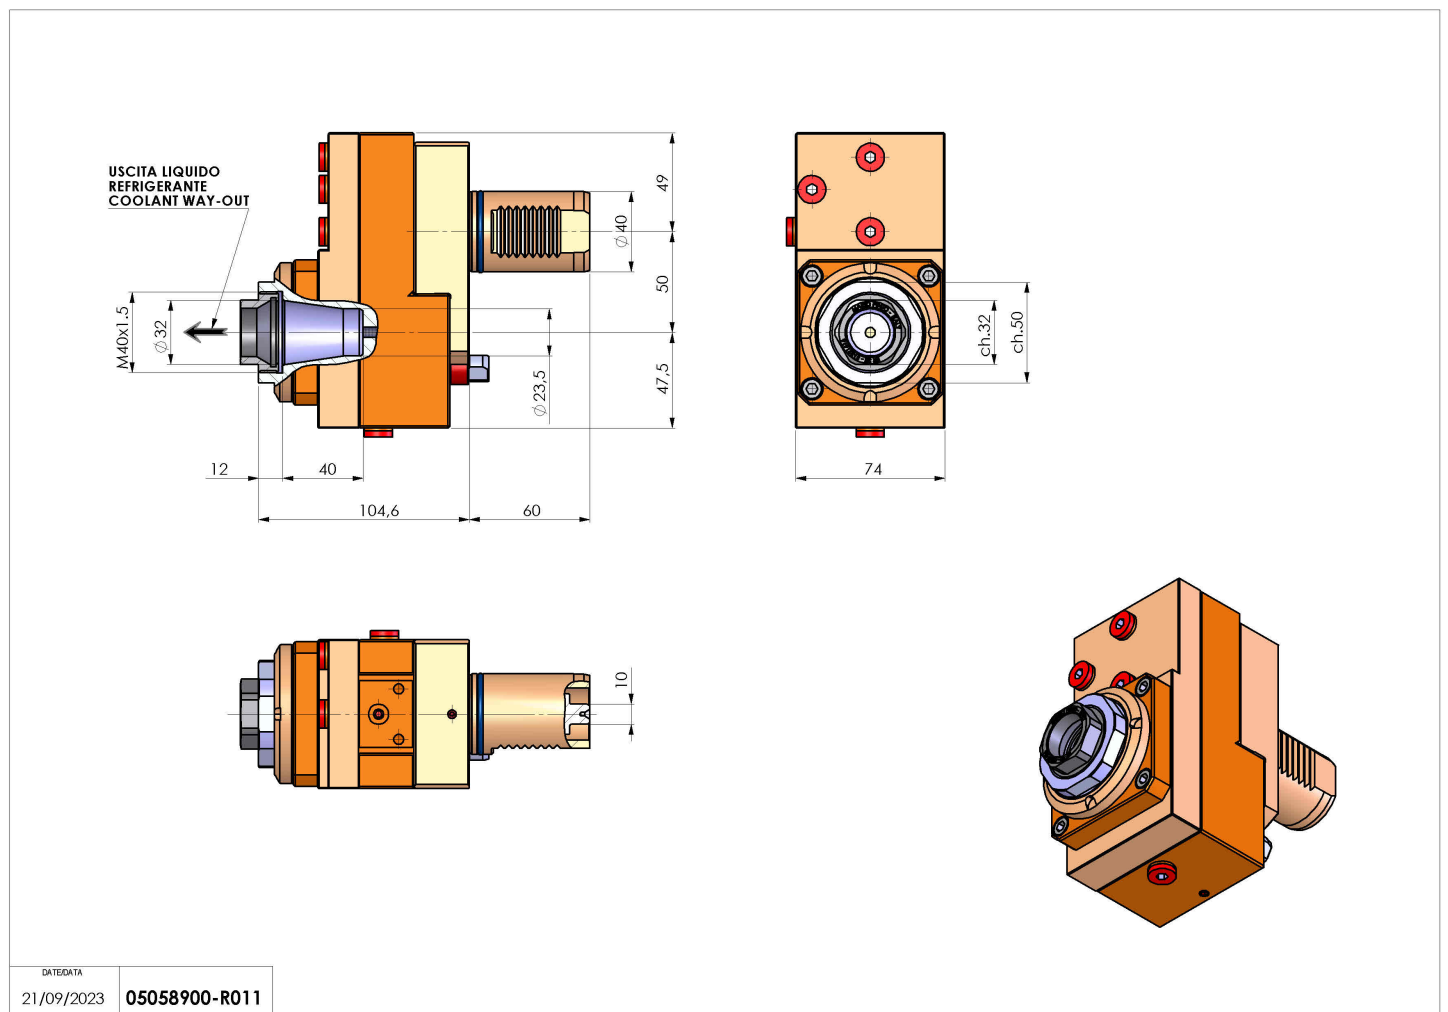 USCITA LIQUIDO
REFRIGERANTE
COOLANT WAY-OUT
M40x1.5
Ø32
Ø23,5
Ø40
49
50
47,5
12
40
104,6
60
ch.32
ch.50
74
10
DATE/DATA
21/09/2023
05058900-R011